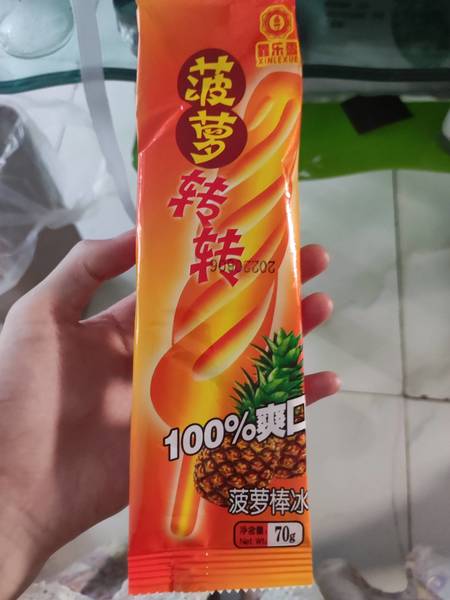 鑫乐雪
XINLEXUE
菠萝
转转
20220606
100%爽口
菠萝棒冰
净含量:
Net Wt:
70g